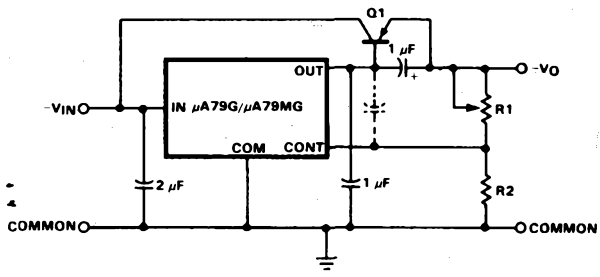 Q1
1 μF
+
OUT
-VO
-VIN
IN μA79G/μA79MG
R1
COM
CONT
2 μF
1 μF
R2
COMMON
COMMON